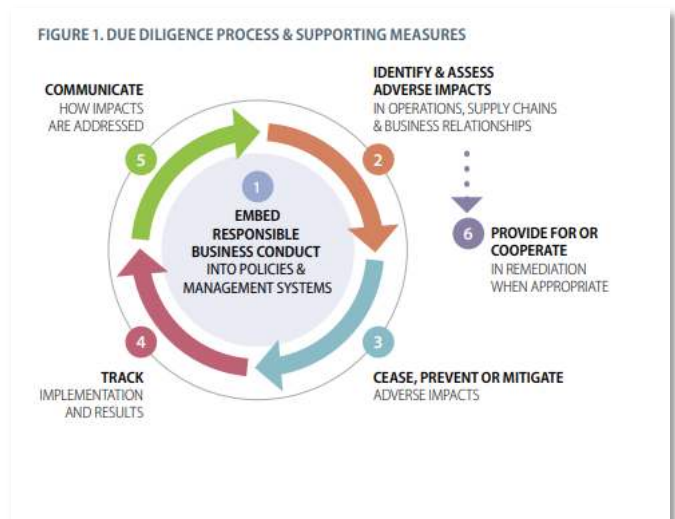 FIGURE 1. DUE DILIGENCE PROCESS & SUPPORTING MEASURES
1
EMBED
RESPONSIBLE
BUSINESS CONDUCT
INTO POLICIES &
MANAGEMENT SYSTEMS
2
IDENTIFY & ASSESS
ADVERSE IMPACTS
IN OPERATIONS, SUPPLY CHAINS
& BUSINESS RELATIONSHIPS
3
CEASE, PREVENT OR MITIGATE
ADVERSE IMPACTS
4
TRACK
IMPLEMENTATION
AND RESULTS
5
COMMUNICATE
HOW IMPACTS
ARE ADDRESSED
6
PROVIDE FOR OR
COOPERATE
IN REMEDIATION
WHEN APPROPRIATE